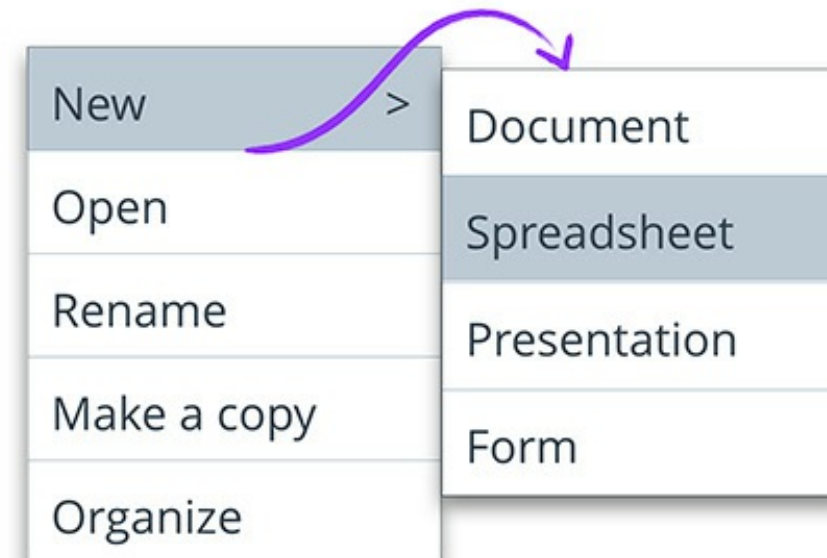 New >
Open
Rename
Make a copy
Organize
Document
Spreadsheet
Presentation
Form